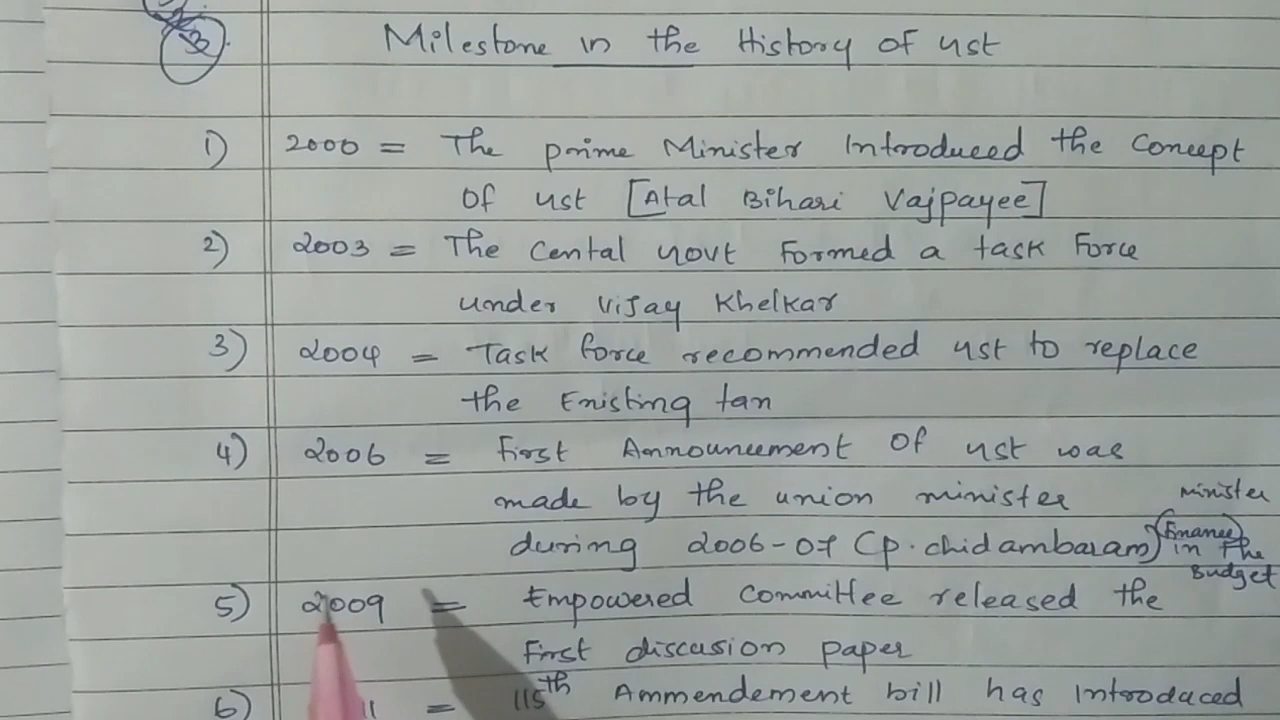 3
Milestone in the History of GST
1) 2000 = The prime Minister Introduced the Concept
Of GST [Atal Bihari Vajpayee]
2) 2003 = The Cental Govt Formed a task Force
under Vijay Khelkar
3) 2004 = Task force recommended GST to replace
the Existing tax
4) 2006 = First Announcement Of GST was
made by the union minister
during 2006-07 (p. chidambaram) in the
Finance minister
Budget
5) 2009 = Empowered Committee released the
First discusion paper
6) 11 = 115th Ammendement bill has Introduced